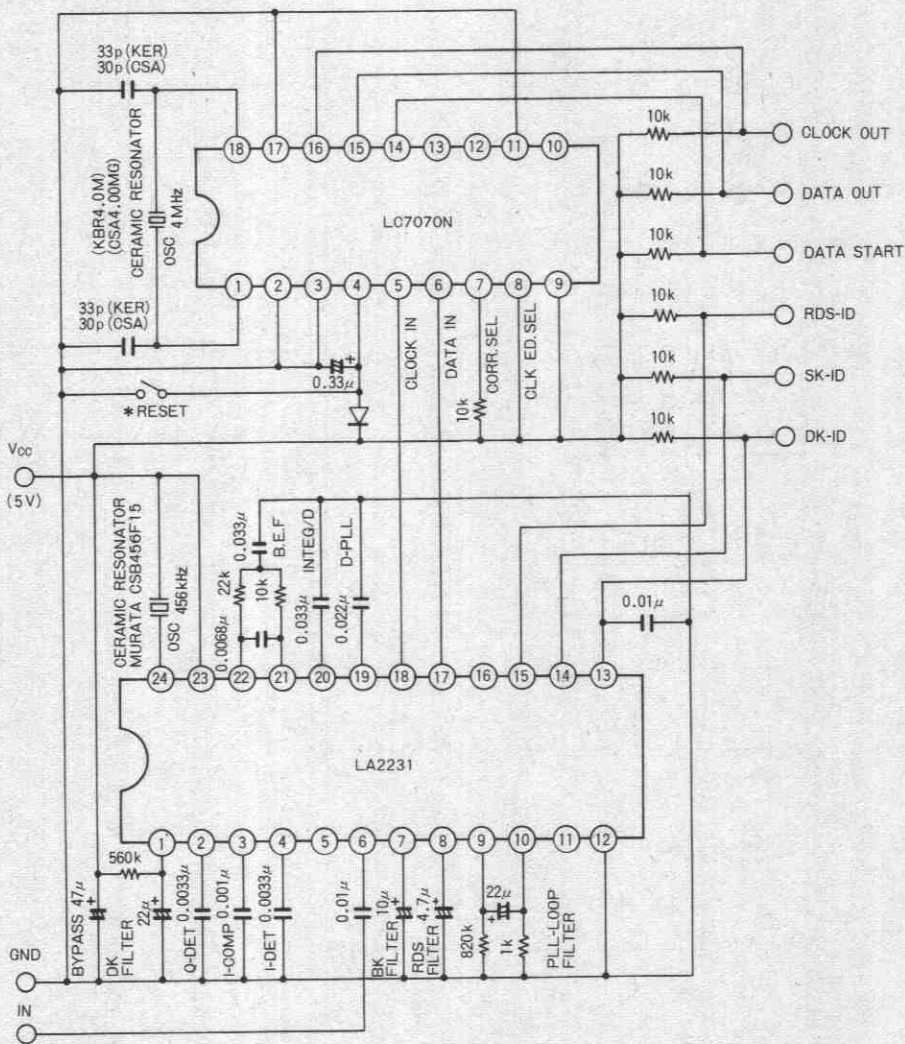 33p (KER)
30p (CSA)
(KBR4.0M)
(CSA4.00MG)
CERAMIC RESONATOR
OSC 4MHz
33p (KER)
30p (CSA)
18 17 16 15 14 13 12 11 10
LC7070N
1 2 3 4 5 6 7 8 9
0.33μ +
*RESET
CLOCK IN
DATA IN
CORR.SEL
10k
CLK ED.SEL
10k
CLOCK OUT
10k
DATA OUT
10k
DATA START
10k
RDS-ID
10k
SK-ID
10k
DK-ID
Vcc
(5V)
CERAMIC RESONATOR
MURATA CSB456F15
OSC 456kHz
0.033μ
B.E.F
22k
10k
0.0068μ
INTEG/D
0.033μ
D-PLL
0.022μ
0.01μ
24 23 22 21 20 19 18 17 16 15 14 13
LA2231
1 2 3 4 5 6 7 8 9 10 11 12
560k
BYPASS 47μ +
DK
FILTER
22μ +
Q-DET 0.0033μ
I-COMP 0.001μ
I-DET 0.0033μ
0.01μ
BK
FILTER
10μ +
RDS
FILTER
4.7μ +
820k
22μ
+
1k
PLL-LOOP
FILTER
GND
IN